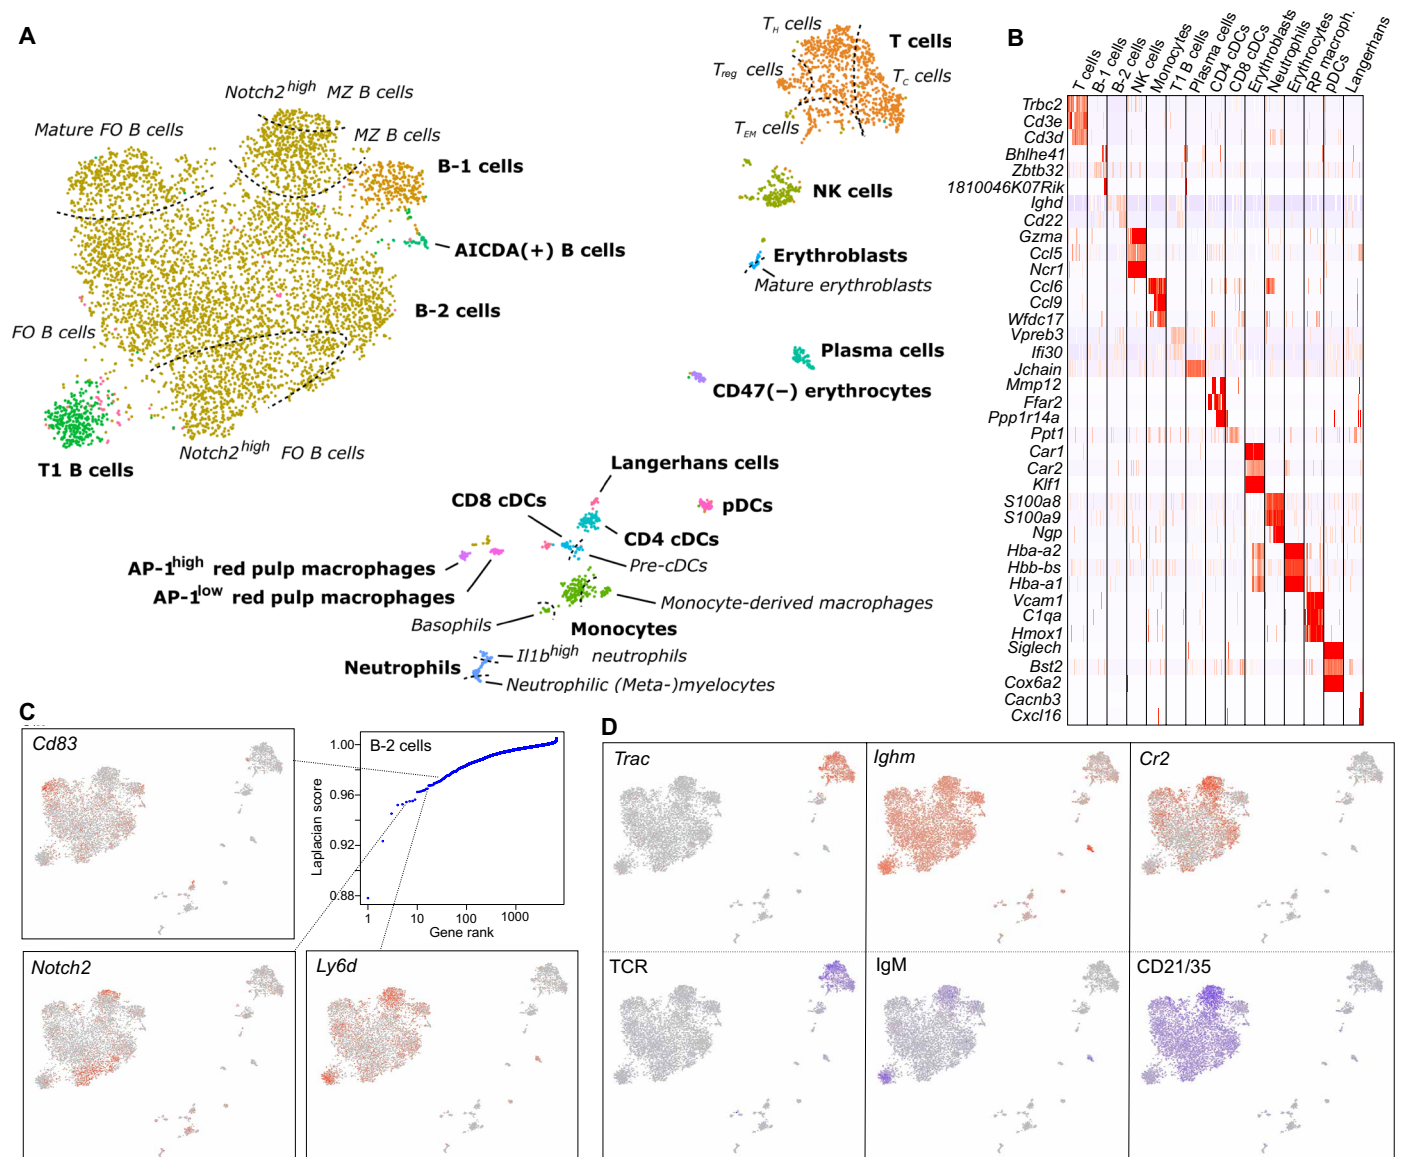 A
Notch2high MZ B cells
Mature FO B cells
MZ B cells
B-1 cells
AICDA(+) B cells
B-2 cells
FO B cells
T1 B cells
Notch2high FO B cells
TH cells
T cells
Treg cells
TC cells
TEM cells
NK cells
Erythroblasts
Mature erythroblasts
Plasma cells
CD47(−) erythrocytes
Langerhans cells
CD8 cDCs
pDCs
CD4 cDCs
Pre-cDCs
AP-1high red pulp macrophages
AP-1low red pulp macrophages
Monocyte-derived macrophages
Basophils
Monocytes
Neutrophils
Il1bhigh neutrophils
Neutrophilic (Meta-)myelocytes
B
T cells
B-1 cells
B-2 cells
NK cells
Monocytes
T1 B cells
Plasma cells
CD4 cDCs
CD8 cDCs
Erythroblasts
Neutrophils
Erythrocytes
RP macroph.
pDCs
Langerhans
Trbc2
Cd3e
Cd3d
Bhlhe41
Zbtb32
1810046K07Rik
Ighd
Cd22
Gzma
Ccl5
Ncr1
Ccl6
Ccl9
Wfdc17
Vpreb3
Ifi30
Jchain
Mmp12
Ffar2
Ppp1r14a
Ppt1
Car1
Car2
Klf1
S100a8
S100a9
Ngp
Hba-a2
Hbb-bs
Hba-a1
Vcam1
C1qa
Hmox1
Siglech
Bst2
Cox6a2
Cacnb3
Cxcl16
C
Cd83
B-2 cells
Laplacian score
1.00
0.96
0.92
0.88
1
10
100
1000
Gene rank
Notch2
Ly6d
D
Trac
Ighm
Cr2
TCR
IgM
CD21/35